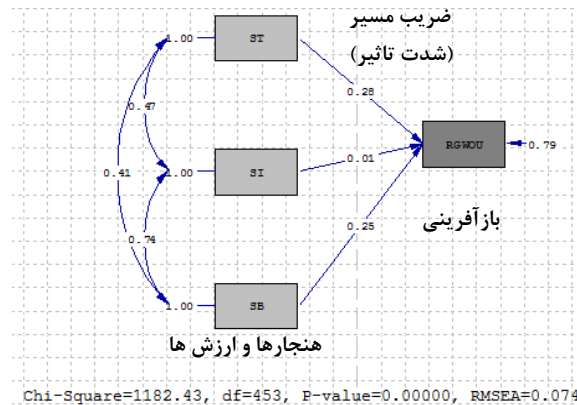 ضریب مسیر
(شدت تاثیر)
1.00
ST
0.28
0.47
RGWOU
0.79
0.41
1.00
SI
0.01
بازآفرینی
0.74
0.25
1.00
SB
هنجارها و ارزش ها
Chi-Square=1182.43, df=453, P-value=0.00000, RMSEA=0.074